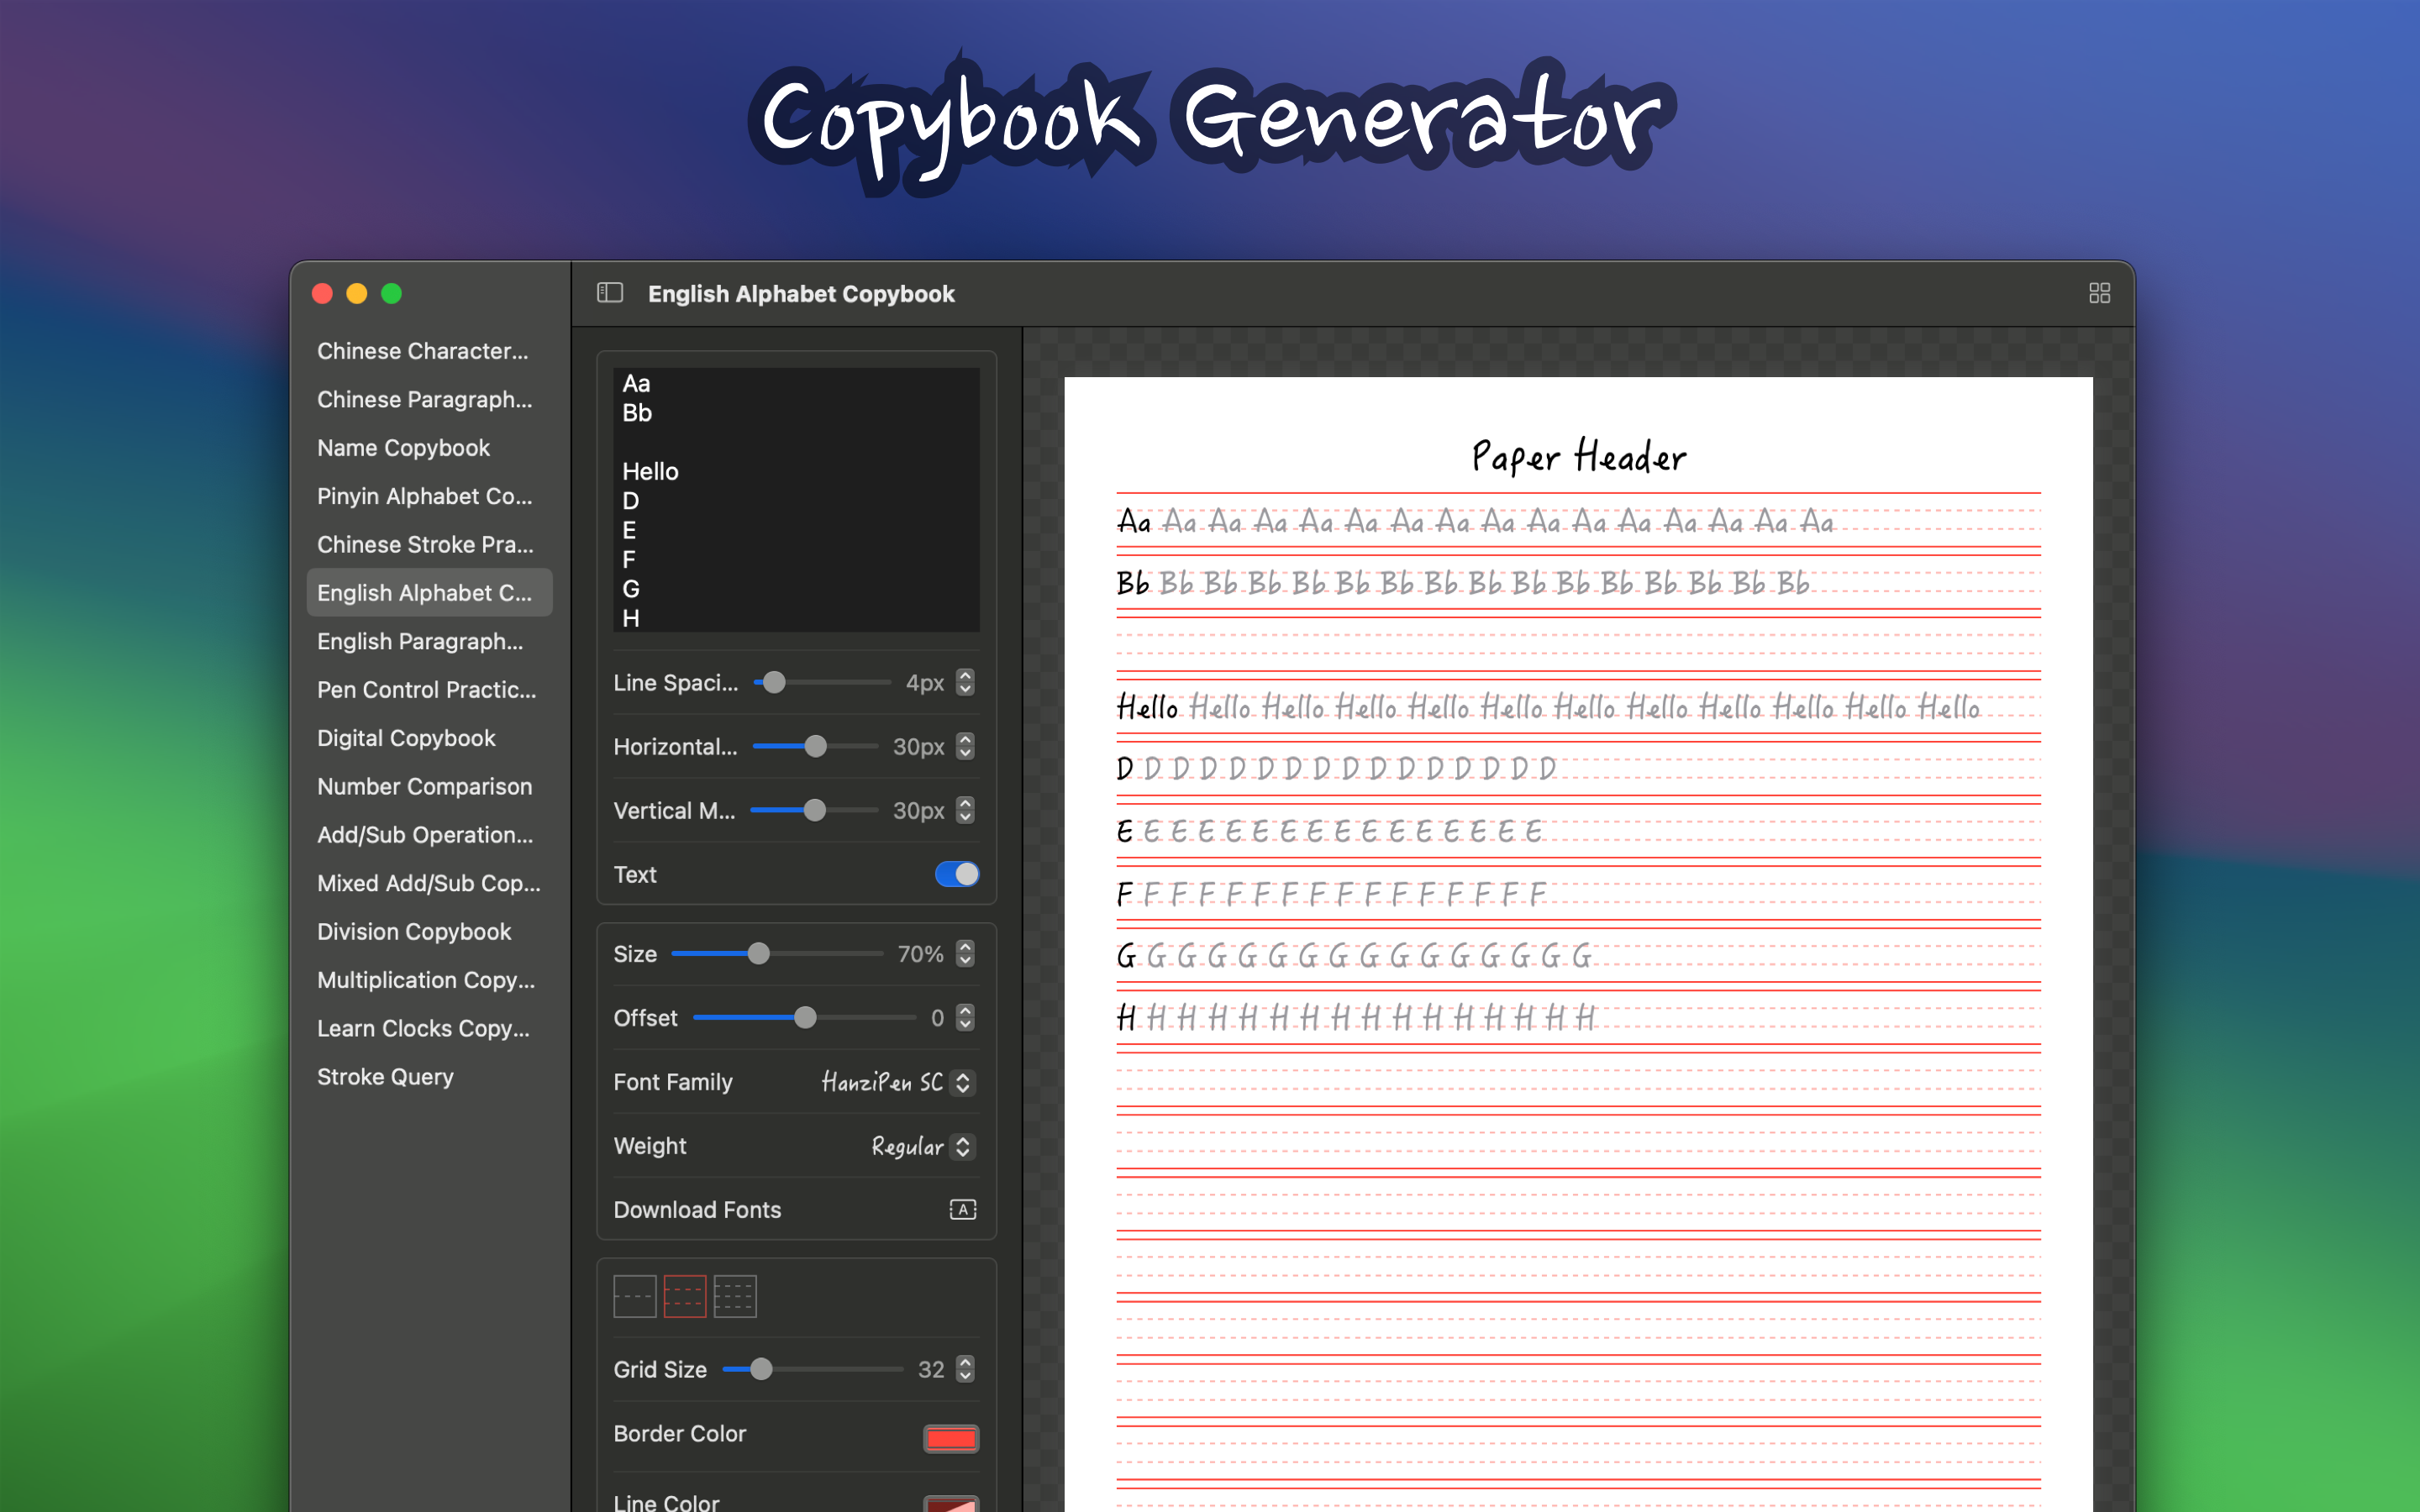 Copybook Generator
English Alphabet Copybook
Chinese Character...
Chinese Paragraph...
Name Copybook
Pinyin Alphabet Co...
Chinese Stroke Pra...
English Alphabet C...
English Paragraph...
Pen Control Practic...
Digital Copybook
Number Comparison
Add/Sub Operation...
Mixed Add/Sub Cop...
Division Copybook
Multiplication Copy...
Learn Clocks Copy...
Stroke Query
Aa
Bb
Hello
D
E
F
G
H
Line Spaci... 4px
Horizontal... 30px
Vertical M... 30px
Text
Size 70%
Offset 0
Font Family HanziPen SC
Weight Regular
Download Fonts A
Grid Size 32
Border Color
Line Color
Paper Header
Aa Aa Aa Aa Aa Aa Aa Aa Aa Aa Aa Aa Aa Aa Aa Aa
Bb Bb Bb Bb Bb Bb Bb Bb Bb Bb Bb Bb Bb Bb Bb Bb
Hello Hello Hello Hello Hello Hello Hello Hello Hello Hello Hello Hello
D D D D D D D D D D D D D D D D
E E E E E E E E E E E E E E E E
F F F F F F F F F F F F F F F F
G G G G G G G G G G G G G G G G
H H H H H H H H H H H H H H H H